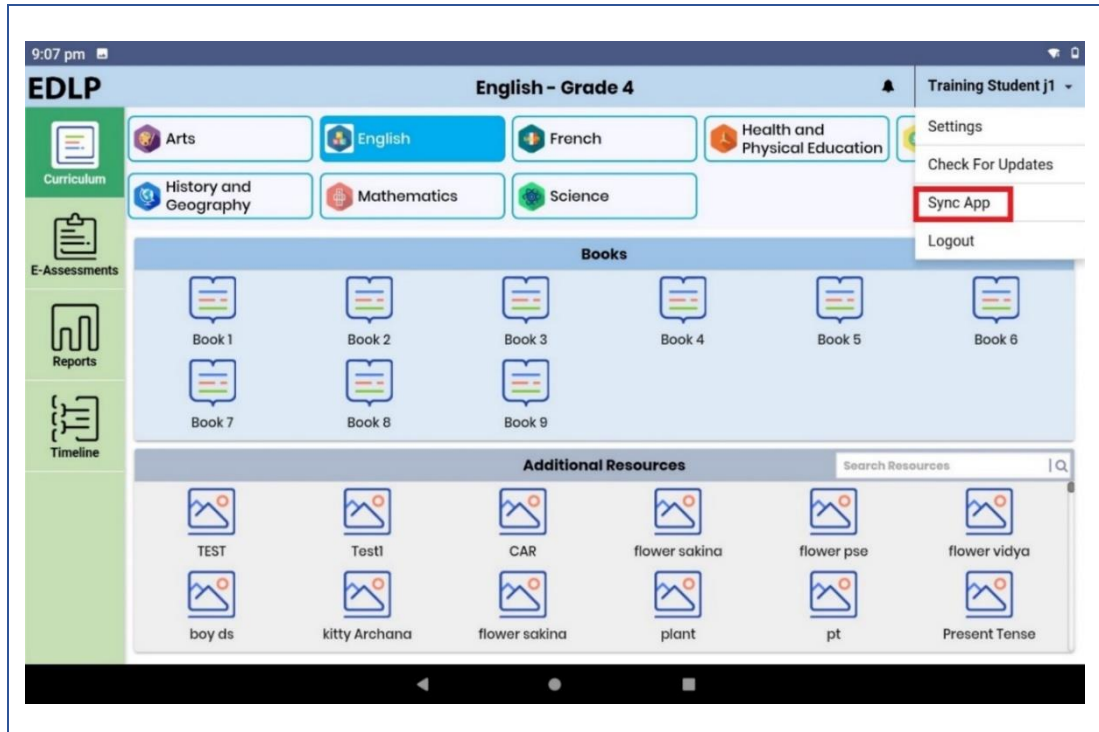 9:07 pm
EDLP
English - Grade 4
Training Student j1
Settings
Check For Updates
Sync App
Logout
Curriculum
E-Assessments
Reports
Timeline
Arts
English
French
Health and
Physical Education
History and
Geography
Mathematics
Science
Books
Book 1
Book 2
Book 3
Book 4
Book 5
Book 6
Book 7
Book 8
Book 9
Additional Resources
Search Resources
TEST
Test1
CAR
flower sakina
flower pse
flower vidya
boy ds
kitty Archana
flower sakina
plant
pt
Present Tense